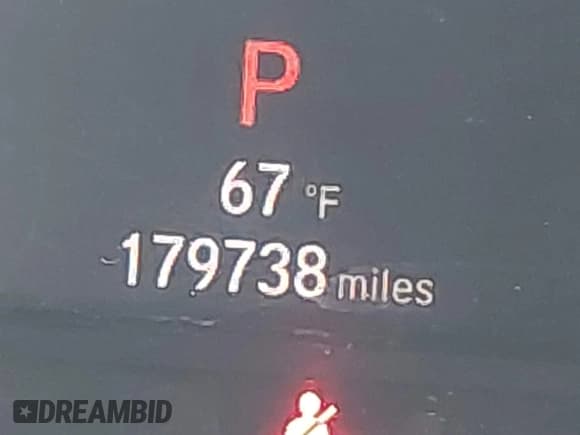 P
67 °F
179738 miles
DREAMBID